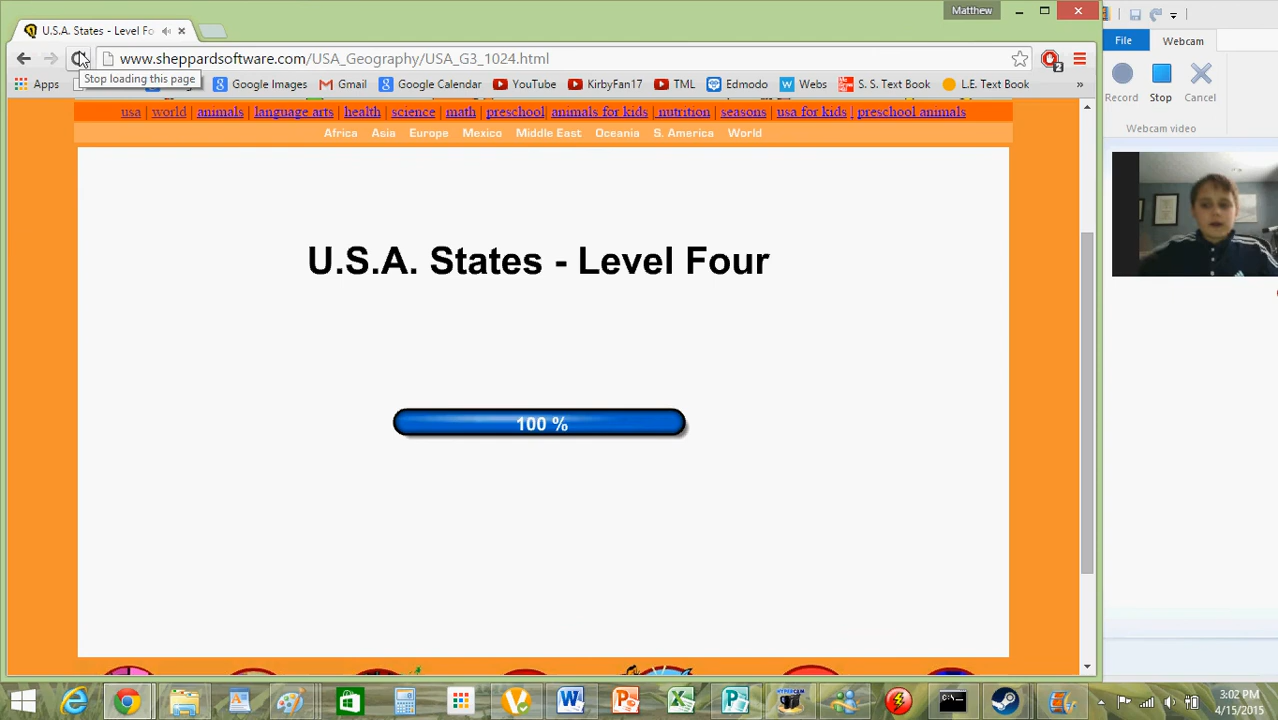 Matthew
U.S.A. States - Level Fo
File
Webcam
www.sheppardsoftware.com/USA_Geography/USA_G3_1024.html
2
Stop loading this page
Apps
Google Images
Gmail
Google Calendar
YouTube
KirbyFan17
TML
Edmodo
Webs
S. S. Text Book
L.E. Text Book
»
Record
Stop
Cancel
Webcam video
usa | world | animals | language arts | health | science | math | preschool | animals for kids | nutrition | seasons | usa for kids | preschool animals
Africa Asia Europe Mexico Middle East Oceania S. America World
U.S.A. States - Level Four
100 %
3:02 PM
4/15/2015